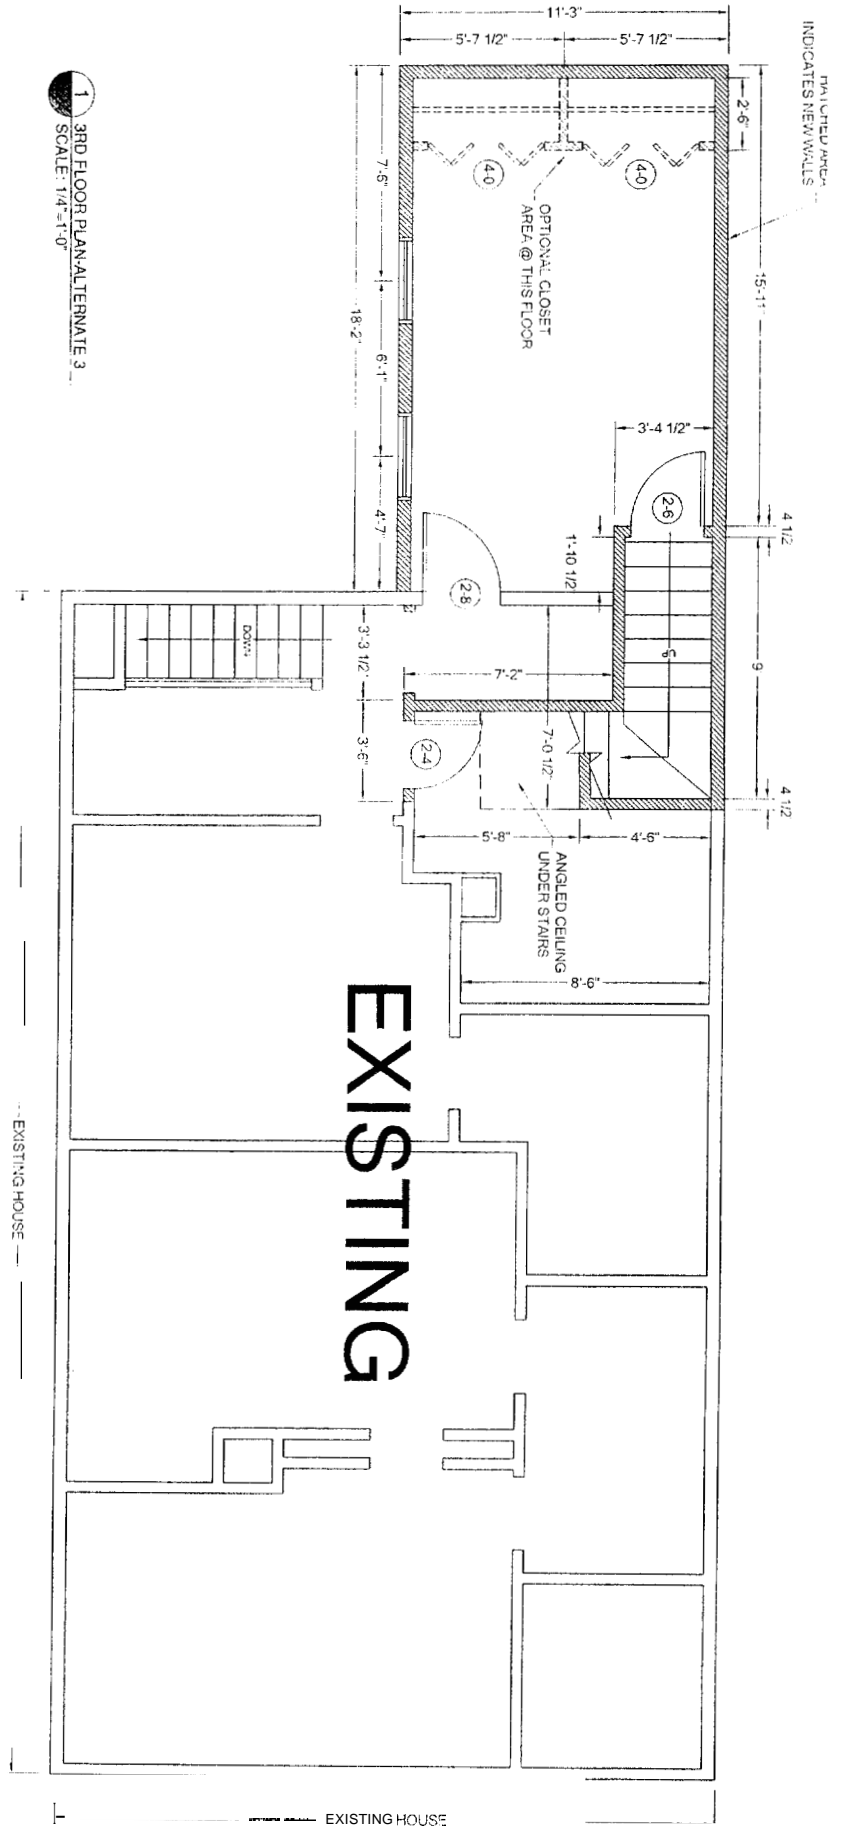 11'-3"
5'-7 1/2"
5'-7 1/2"
HATCHED AREA
INDICATES NEW WALLS
2'-6"
1
3RD FLOOR PLAN-ALTERNATE 3
SCALE: 1/4"=1'-0"
4-0
4-0
OPTIONAL CLOSET
AREA @ THIS FLOOR
15'-11"
18'-2"
6'-1"
4'-7"
3'-4 1/2"
2-6
4 1/2
1'-10 1/2"
2-8
DOWN
3'-3 1/2"
7'-2"
UP
9
7'-0 1/2"
3'-6"
2-4
4 1/2
5'-8"
4'-6"
ANGLED CEILING
UNDER STAIRS
8'-6"
EXISTING
EXISTING HOUSE
EXISTING HOUSE